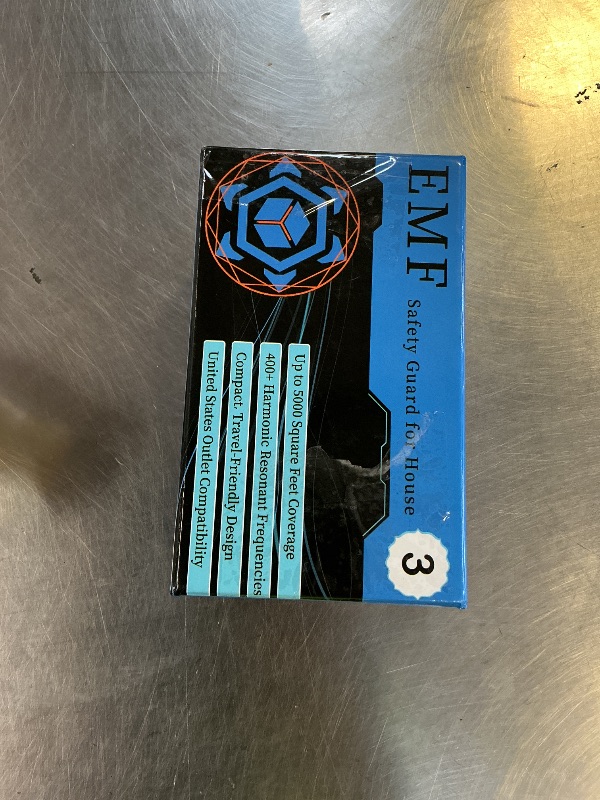 EMF
Safety Guard for House
3
Up to 5000 Square Feet Coverage
400+ Harmonic Resonant Frequencies
Compact, Travel-Friendly Design
United States Outlet Compatibility